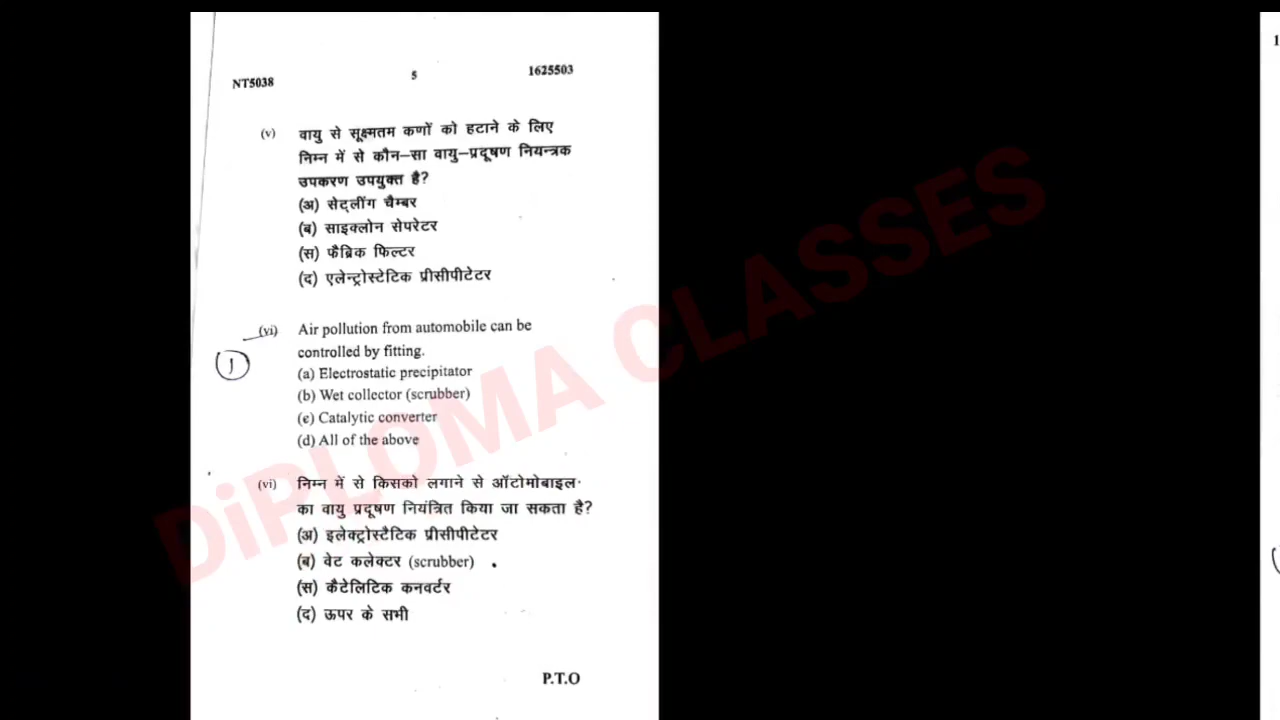 NT5038 5 1625503
(v) वायु से सूक्ष्मतम कणों को हटाने के लिए
निम्न में से कौन–सा वायु–प्रदूषण नियन्त्रक
उपकरण उपयुक्त है?
(अ) सेट्लींग चैम्बर
(ब) साइक्लोन सेपरेटर
(स) फैब्रिक फिल्टर
(द) एलेन्ट्रोस्टेटिक प्रीसीपीटेटर
(vi) Air pollution from automobile can be
controlled by fitting.
1
(a) Electrostatic precipitator
(b) Wet collector (scrubber)
(c) Catalytic converter
(d) All of the above
(vi) निम्न में से किसको लगाने से ऑटोमोबाइल
का वायु प्रदूषण नियंत्रित किया जा सकता है?
(अ) इलेक्ट्रोस्टैटिक प्रीसीपीटेटर
(ब) वेट कलेक्टर (scrubber)
(स) कैटेलिटिक कनवर्टर
(द) ऊपर के सभी
P.T.O
DiPLOMA CLASSES
1